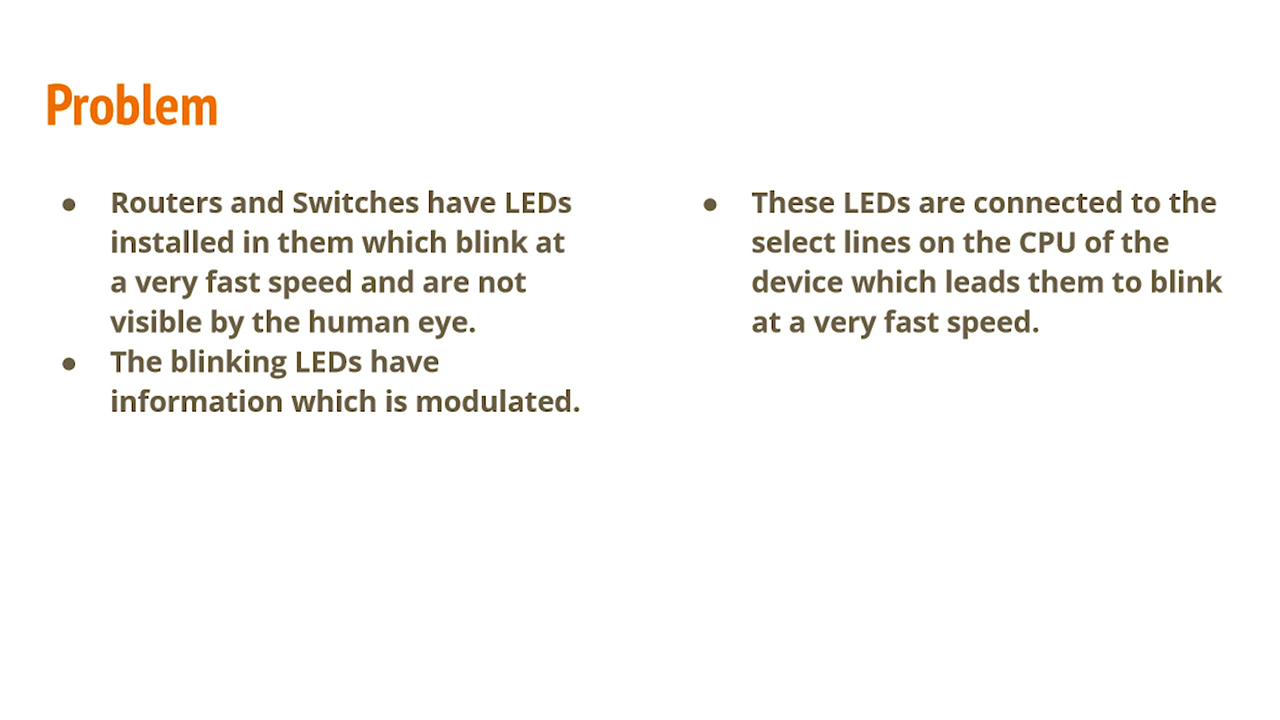 Problem
● Routers and Switches have LEDs
installed in them which blink at
a very fast speed and are not
visible by the human eye.
● The blinking LEDs have
information which is modulated.
● These LEDs are connected to the
select lines on the CPU of the
device which leads them to blink
at a very fast speed.